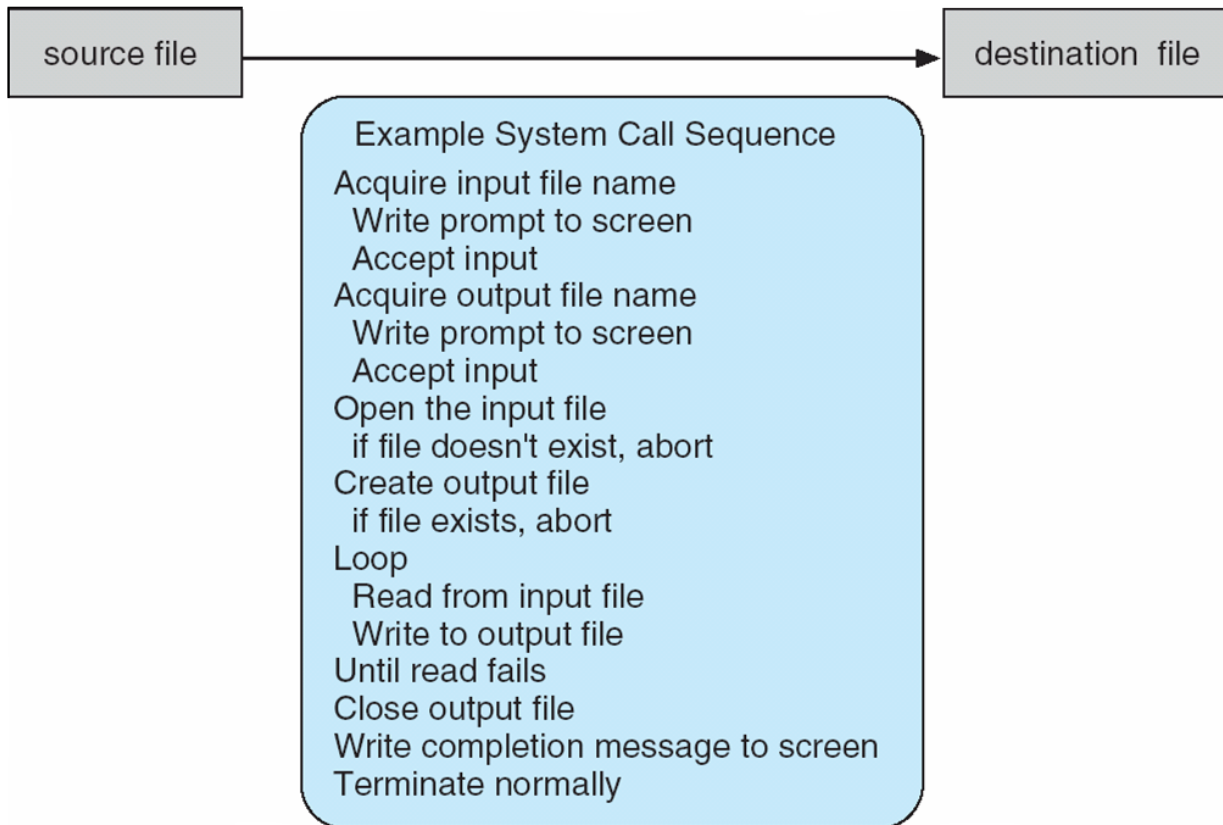 source file
destination file
Example System Call Sequence
Acquire input file name
Write prompt to screen
Accept input
Acquire output file name
Write prompt to screen
Accept input
Open the input file
if file doesn't exist, abort
Create output file
if file exists, abort
Loop
Read from input file
Write to output file
Until read fails
Close output file
Write completion message to screen
Terminate normally